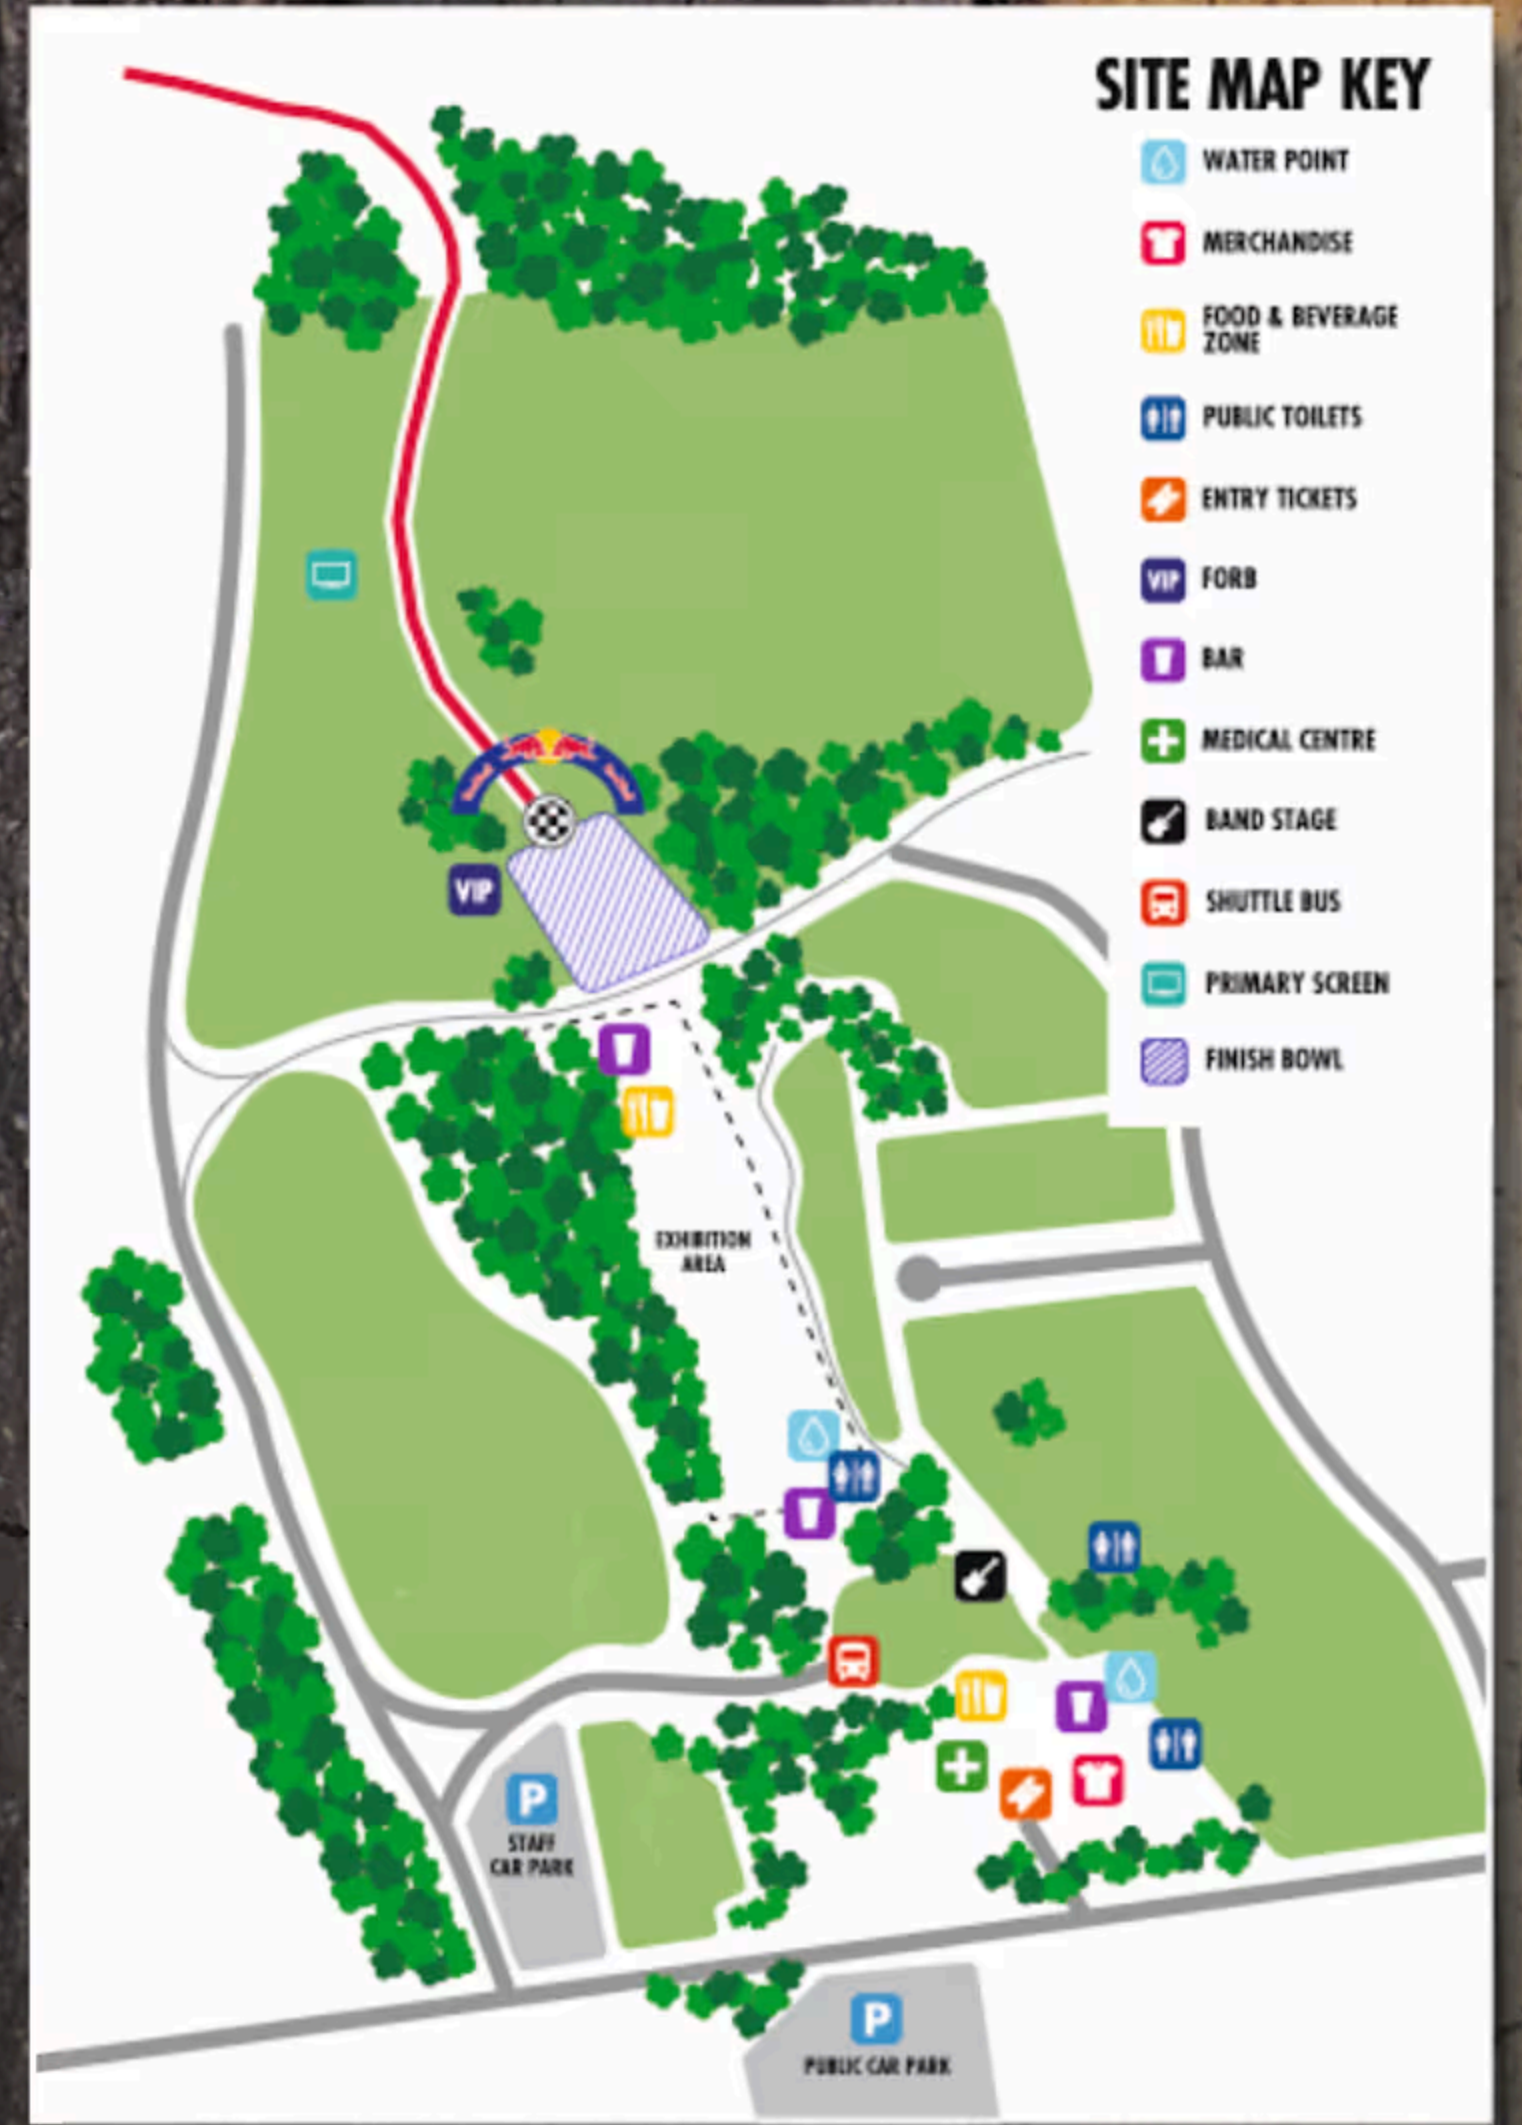 SITE MAP KEY
WATER POINT
MERCHANDISE
FOOD & BEVERAGE
ZONE
PUBLIC TOILETS
ENTRY TICKETS
VIP FORB
BAR
MEDICAL CENTRE
BAND STAGE
SHUTTLE BUS
PRIMARY SCREEN
FINISH BOWL
VIP
EXHIBITION
AREA
P
STAFF
CAR PARK
P
PUBLIC CAR PARK